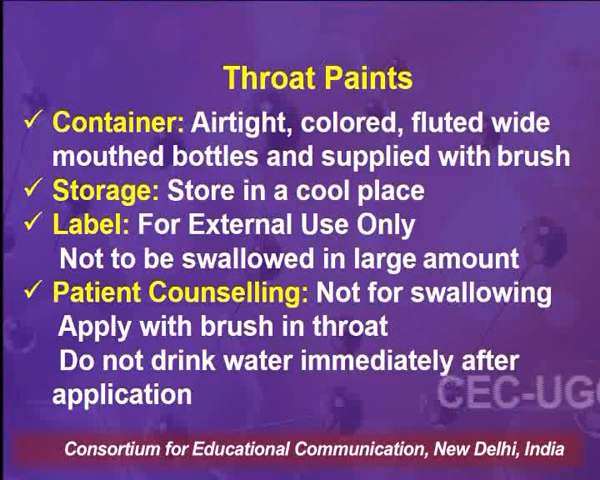 Throat Paints
✓ Container: Airtight, colored, fluted wide
mouthed bottles and supplied with brush
✓ Storage: Store in a cool place
✓ Label: For External Use Only
Not to be swallowed in large amount
✓ Patient Counselling: Not for swallowing
Apply with brush in throat
Do not drink water immediately after
application
CEC-UG
Consortium for Educational Communication, New Delhi, India